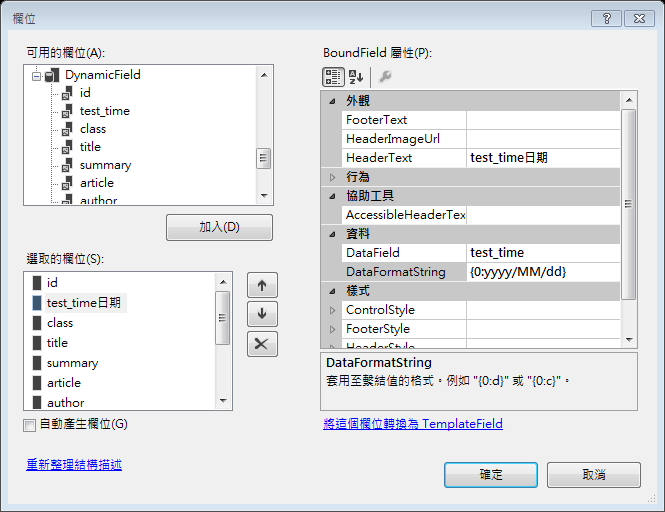 欄位
可用的欄位(A):
DynamicField
id
test_time
class
title
summary
article
author
加入(D)
選取的欄位(S):
id
test_time日期
class
title
summary
article
author
自動產生欄位(G)
重新整理結構描述
BoundField 屬性(P):
外觀
FooterText
HeaderImageUrl
HeaderText test_time日期
行為
協助工具
AccessibleHeaderTex
資料
DataField test_time
DataFormatString {0:yyyy/MM/dd}
樣式
ControlStyle
FooterStyle
HeaderStyle
DataFormatString
套用至繫結值的格式。例如 "{0:d}" 或 "{0:c}"。
將這個欄位轉換為 TemplateField
確定
取消